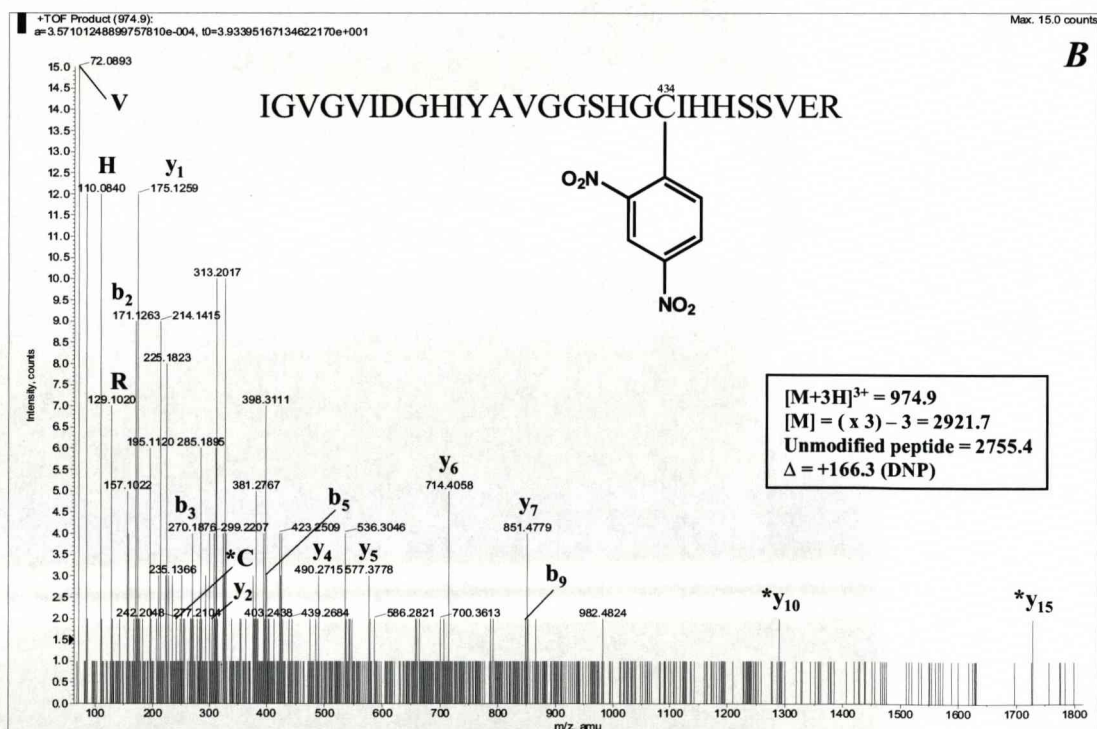 +TOF Product (974.9):
a=3.57101248899757810e-004, t0=3.93395167134622170e+001
Max. 15.0 counts
B
72.0893
V
434
IGVGVIDGHIYAVGGSHGCIHHSSVER
O₂N
NO₂
H
110.0840
y₁
175.1259
313.2017
b₂
171.1263
214.1415
225.1823
R
129.1020
398.3111
195.1120
285.1895
157.1022
381.2767
y₆
714.4058
b₃
270.1876
299.2207
b₅
423.2509
536.3046
y₇
851.4779
*C
235.1366
y₂
y₄
490.2715
y₅
577.3778
b₉
242.2048
277.2104
403.2438
439.2684
586.2821
700.3613
982.4824
*y₁₀
*y₁₅
[M+3H]³⁺ = 974.9
[M] = ( x 3) – 3 = 2921.7
Unmodified peptide = 2755.4
Δ = +166.3 (DNP)
Intensity, counts
15.0
14.5
14.0
13.5
13.0
12.5
12.0
11.5
11.0
10.5
10.0
9.5
9.0
8.5
8.0
7.5
7.0
6.5
6.0
5.5
5.0
4.5
4.0
3.5
3.0
2.5
2.0
1.5
1.0
0.5
0.0
100 200 300 400 500 600 700 800 900 1000 1100 1200 1300 1400 1500 1600 1700 1800
m/z, amu